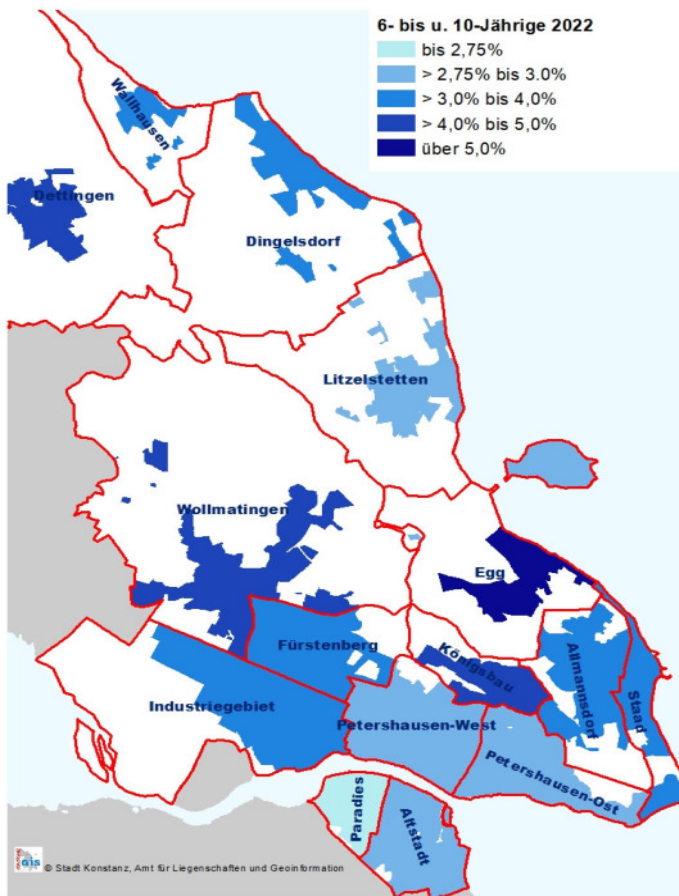 6- bis u. 10-Jährige 2022
bis 2,75%
> 2,75% bis 3.0%
> 3,0% bis 4,0%
> 4,0% bis 5,0%
über 5,0%
Wallhausen
Dettingen
Dingelsdorf
Litzelstetten
Wollmatingen
Egg
Fürstenberg
Königsbau
Allmannsdorf
Staad
Industriegebiet
Petershausen-West
Petershausen-Ost
Paradies
Altstadt
GIS © Stadt Konstanz, Amt für Liegenschaften und Geoinformation